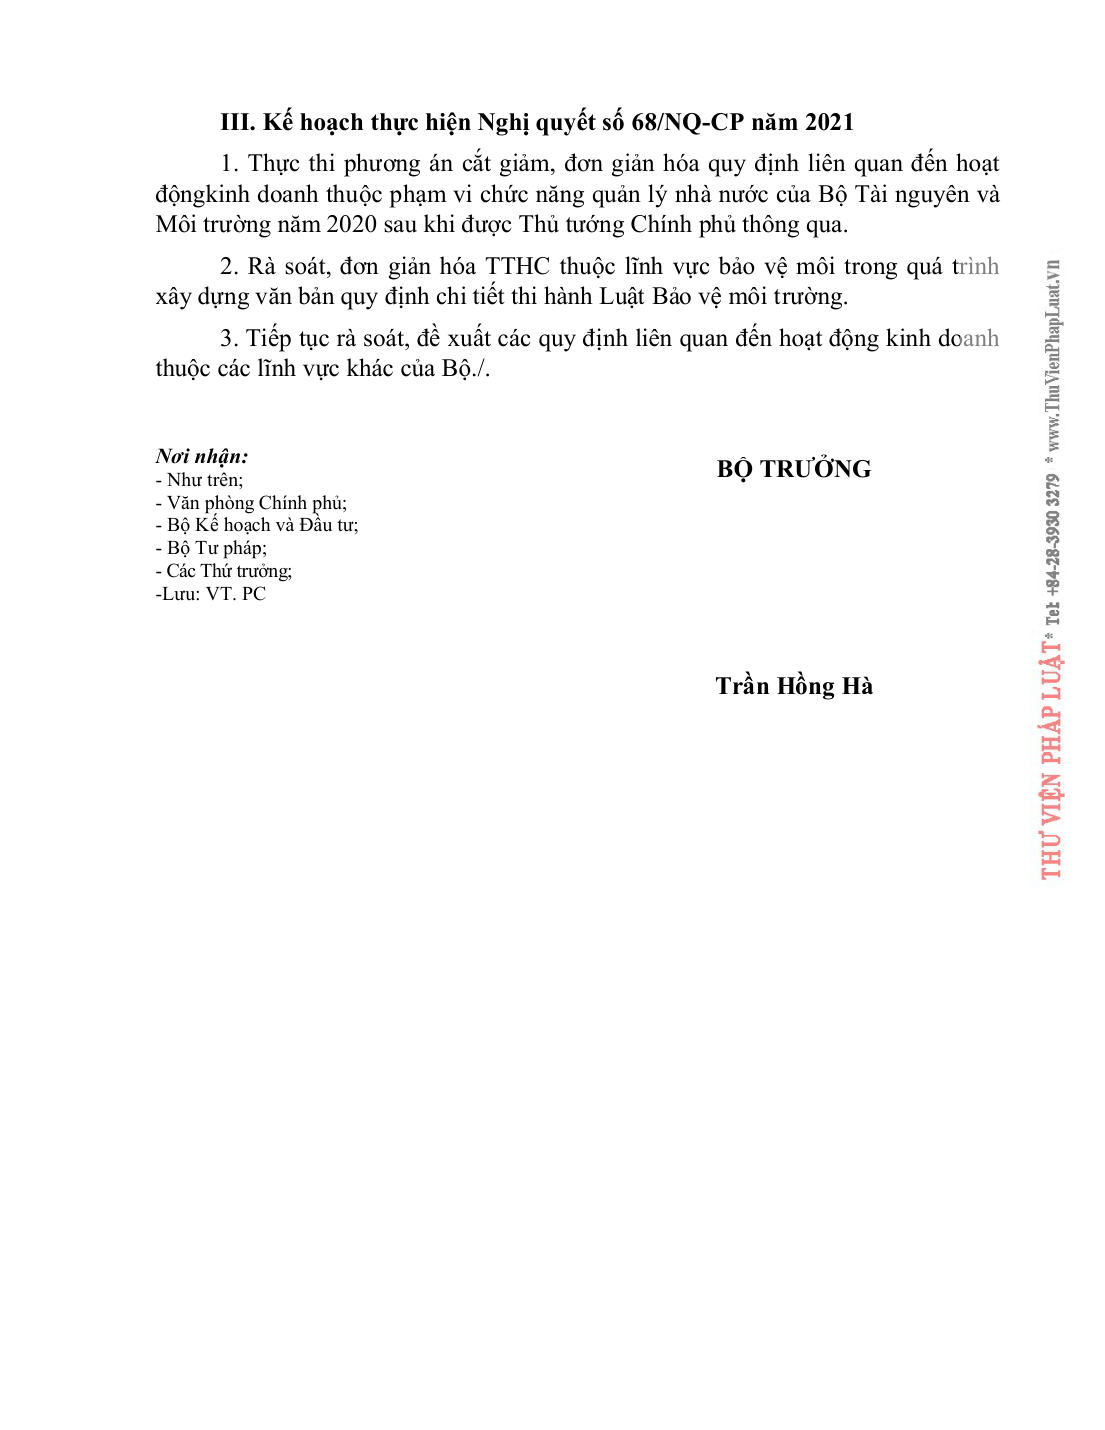 III. Kế hoạch thực hiện Nghị quyết số 68/NQ-CP năm 2021
1. Thực thi phương án cắt giảm, đơn giản hóa quy định liên quan đến hoạt
độngkinh doanh thuộc phạm vi chức năng quản lý nhà nước của Bộ Tài nguyên và
Môi trường năm 2020 sau khi được Thủ tướng Chính phủ thông qua.
2. Rà soát, đơn giản hóa TTHC thuộc lĩnh vực bảo vệ môi trong quá trình
xây dựng văn bản quy định chi tiết thi hành Luật Bảo vệ môi trường.
3. Tiếp tục rà soát, đề xuất các quy định liên quan đến hoạt động kinh doanh
thuộc các lĩnh vực khác của Bộ./.
Nơi nhận:
- Như trên;
- Văn phòng Chính phủ;
- Bộ Kế hoạch và Đầu tư;
- Bộ Tư pháp;
- Các Thứ trưởng;
-Lưu: VT. PC
BỘ TRƯỞNG
Trần Hồng Hà
THƯ VIỆN PHÁP LUẬT* Tel: +84-28-3930 3279 * www.ThuVienPhapLuat.vn